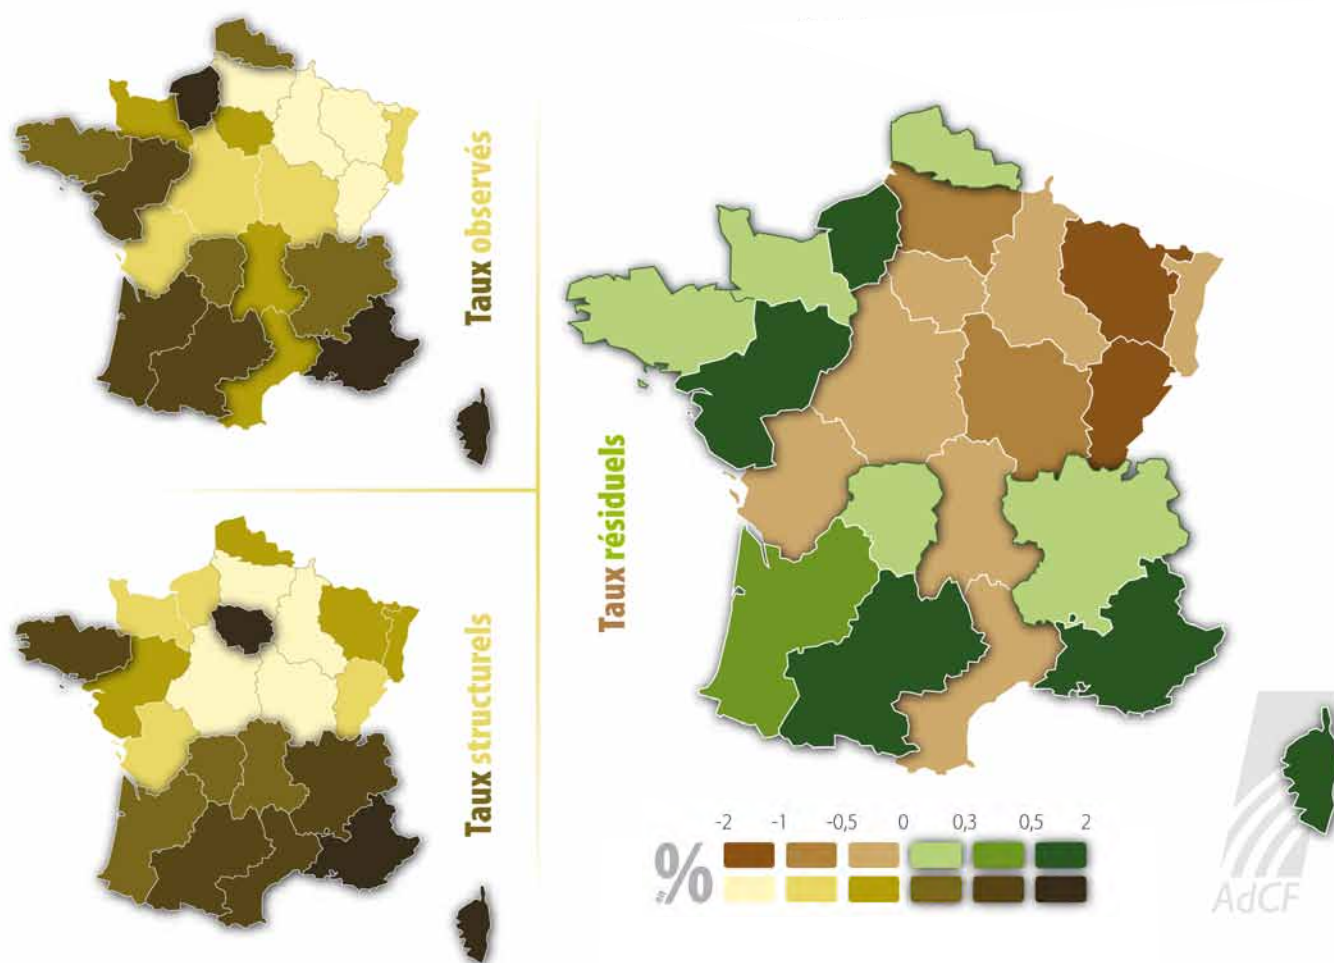 Taux observés
Taux structurels
Taux résiduels
-2 -1 -0,5 0 0,3 0,5 2
%
AdCF